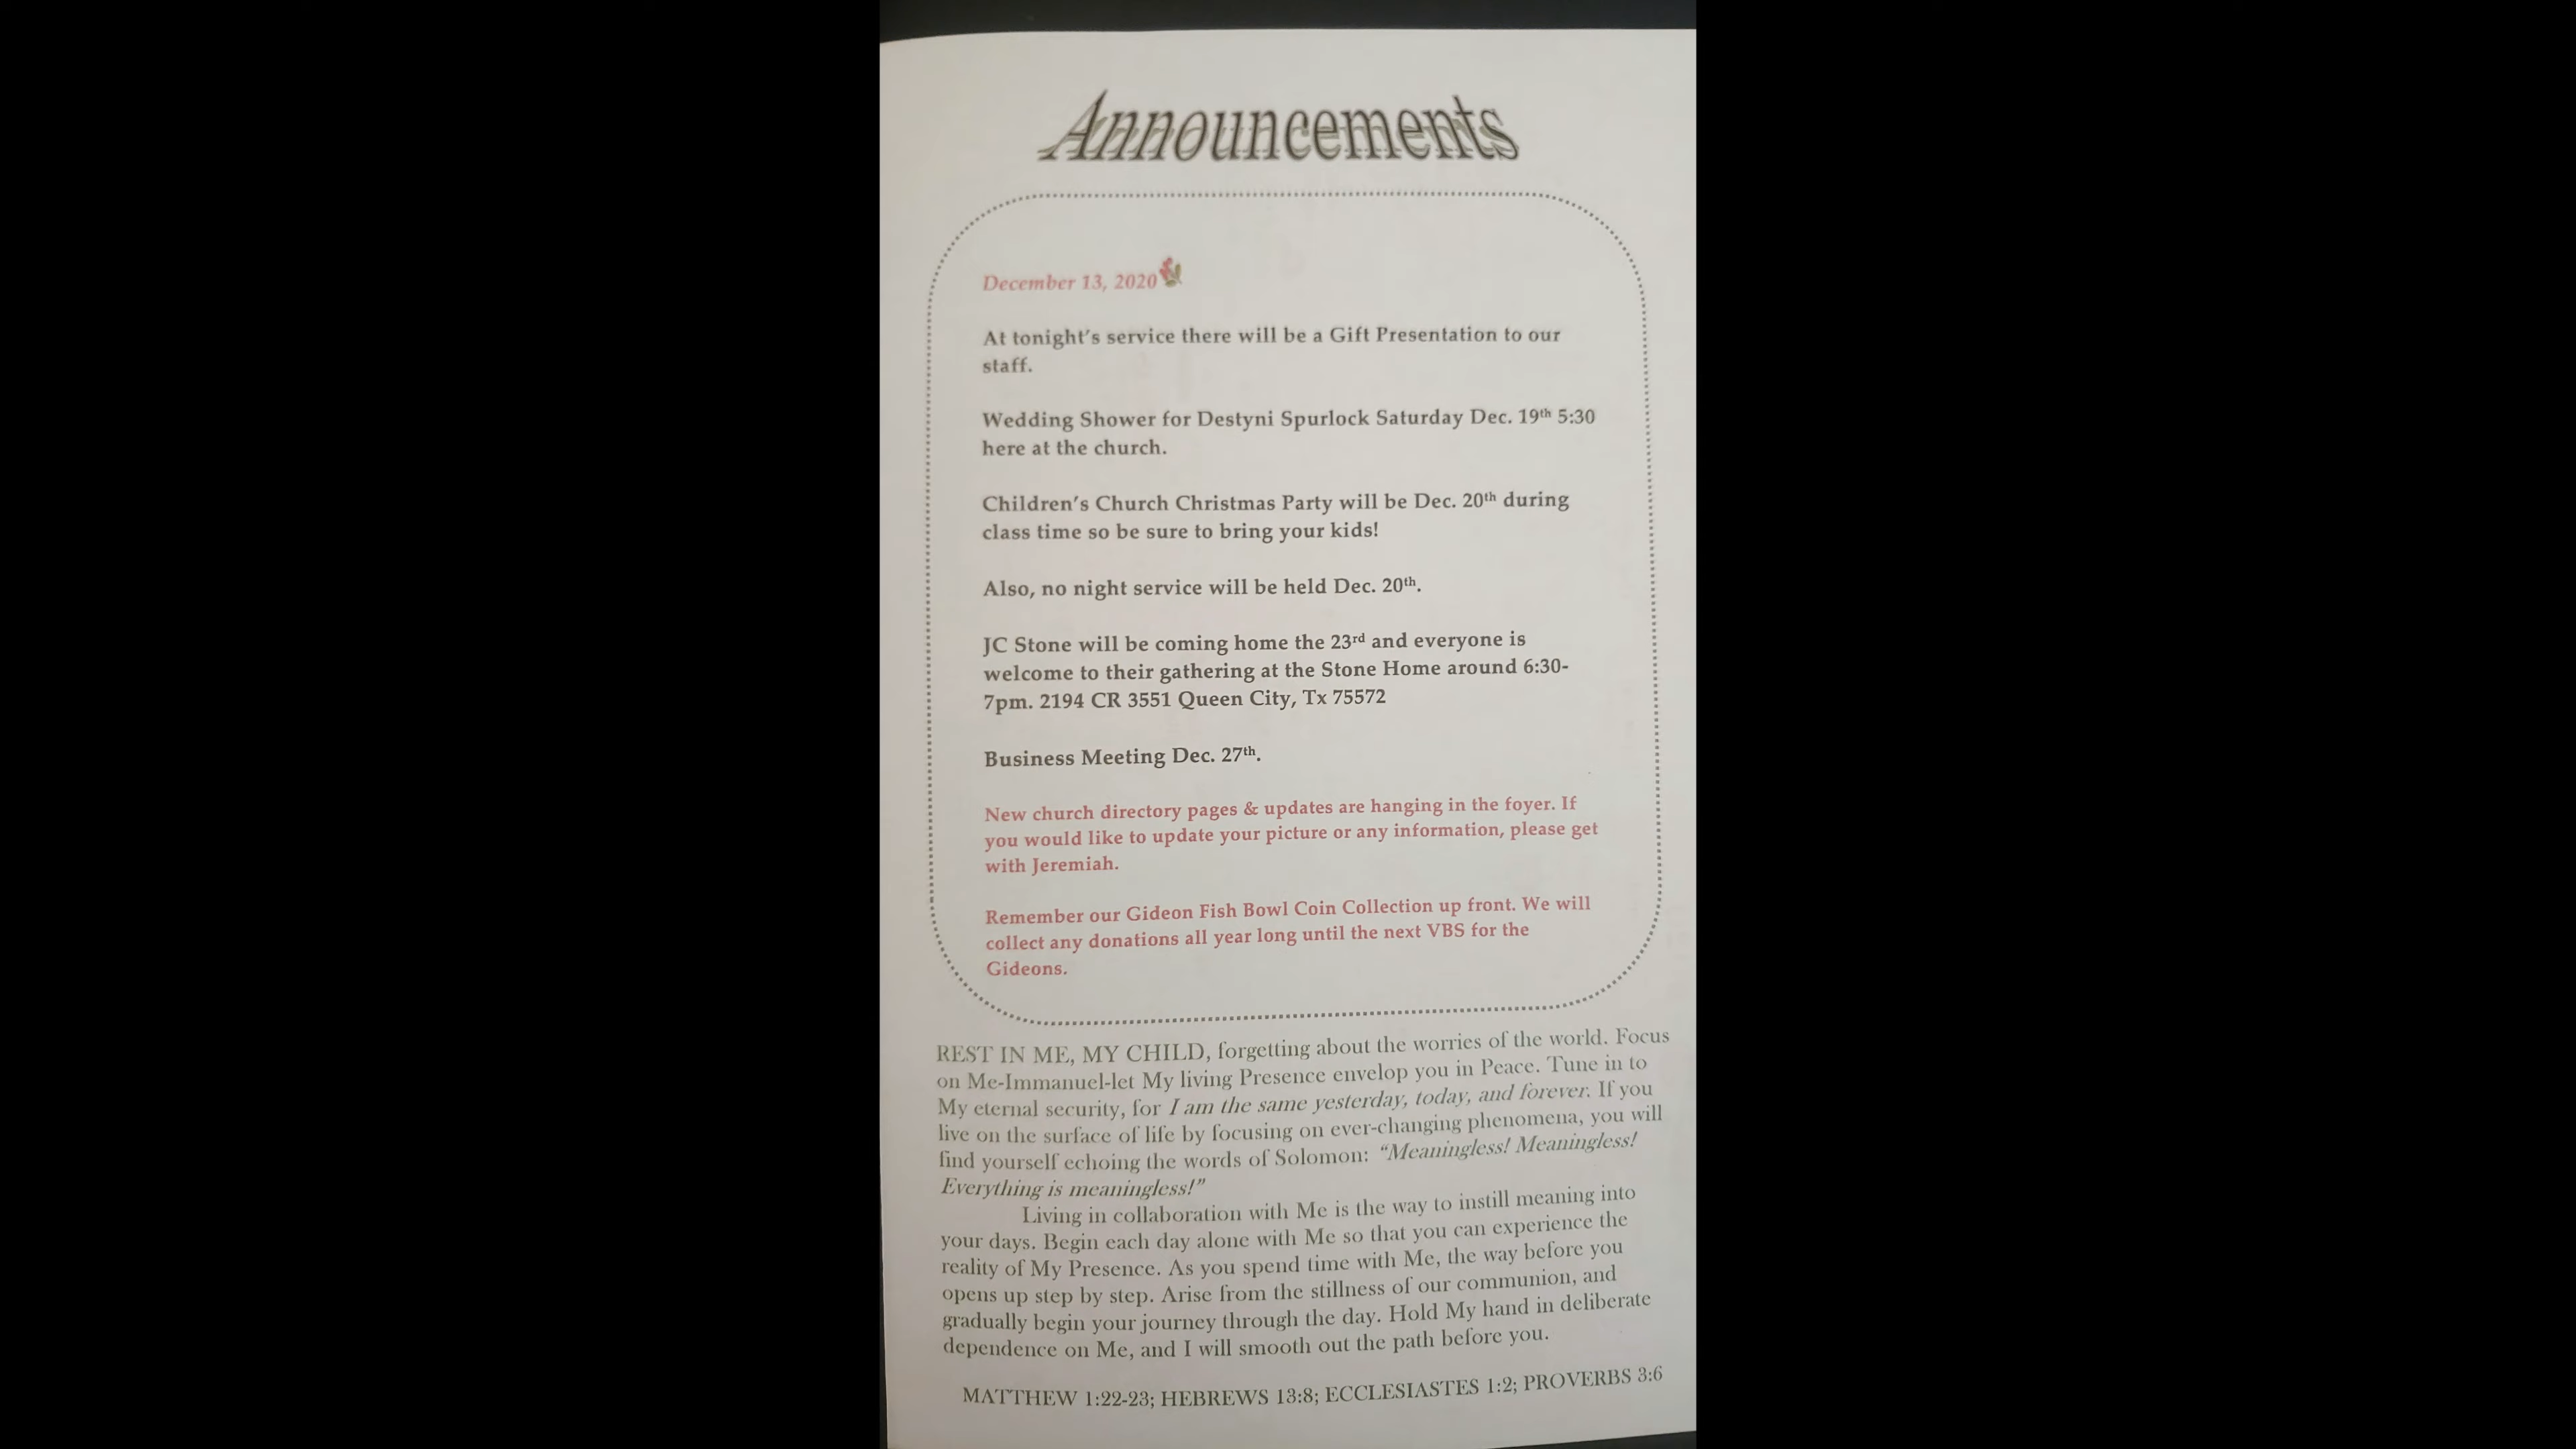 Announcements
December 13, 2020
At tonight's service there will be a Gift Presentation to our
staff.
Wedding Shower for Destyni Spurlock Saturday Dec. 19th 5:30
here at the church.
Children's Church Christmas Party will be Dec. 20th during
class time so be sure to bring your kids!
Also, no night service will be held Dec. 20th.
JC Stone will be coming home the 23rd and everyone is
welcome to their gathering at the Stone Home around 6:30-
7pm. 2194 CR 3551 Queen City, Tx 75572
Business Meeting Dec. 27th.
New church directory pages & updates are hanging in the foyer. If
you would like to update your picture or any information, please get
with Jeremiah.
Remember our Gideon Fish Bowl Coin Collection up front. We will
collect any donations all year long until the next VBS for the
Gideons.
REST IN ME, MY CHILD, forgetting about the worries of the world. Focus
on Me-Immanuel-let My living Presence envelop you in Peace. Tune in to
My eternal security, for I am the same yesterday, today, and forever. If you
live on the surface of life by focusing on ever-changing phenomena, you will
find yourself echoing the words of Solomon: "Meaningless! Meaningless!
Everything is meaningless!"
Living in collaboration with Me is the way to instill meaning into
your days. Begin each day alone with Me so that you can experience the
reality of My Presence. As you spend time with Me, the way before you
opens up step by step. Arise from the stillness of our communion, and
gradually begin your journey through the day. Hold My hand in deliberate
dependence on Me, and I will smooth out the path before you.
MATTHEW 1:22-23; HEBREWS 13:8; ECCLESIASTES 1:2; PROVERBS 3:6